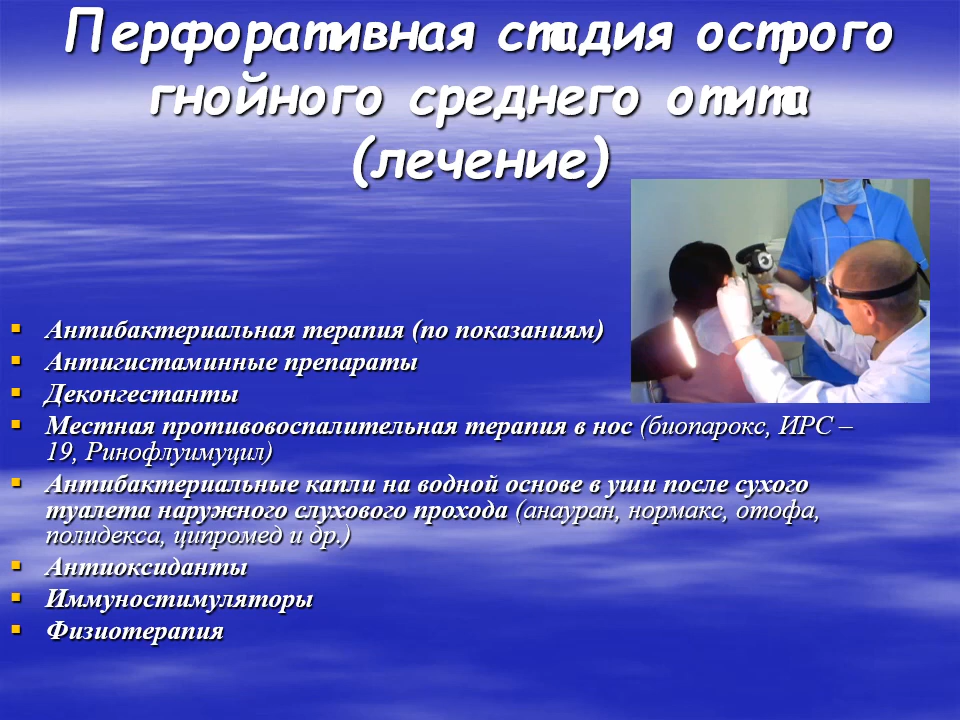 Перфоративная стадия острого
гнойного среднего отита
(лечение)
Антибактериальная терапия (по показаниям)
Антигистаминные препараты
Деконгестанты
Местная противовоспалительная терапия в нос (биопарокс, ИРС –
19, Ринофлуимуцил)
Антибактериальные капли на водной основе в уши после сухого
туалета наружного слухового прохода (анауран, нормакс, отофа,
полидекса, ципромед и др.)
Антиоксиданты
Иммуностимуляторы
Физиотерапия